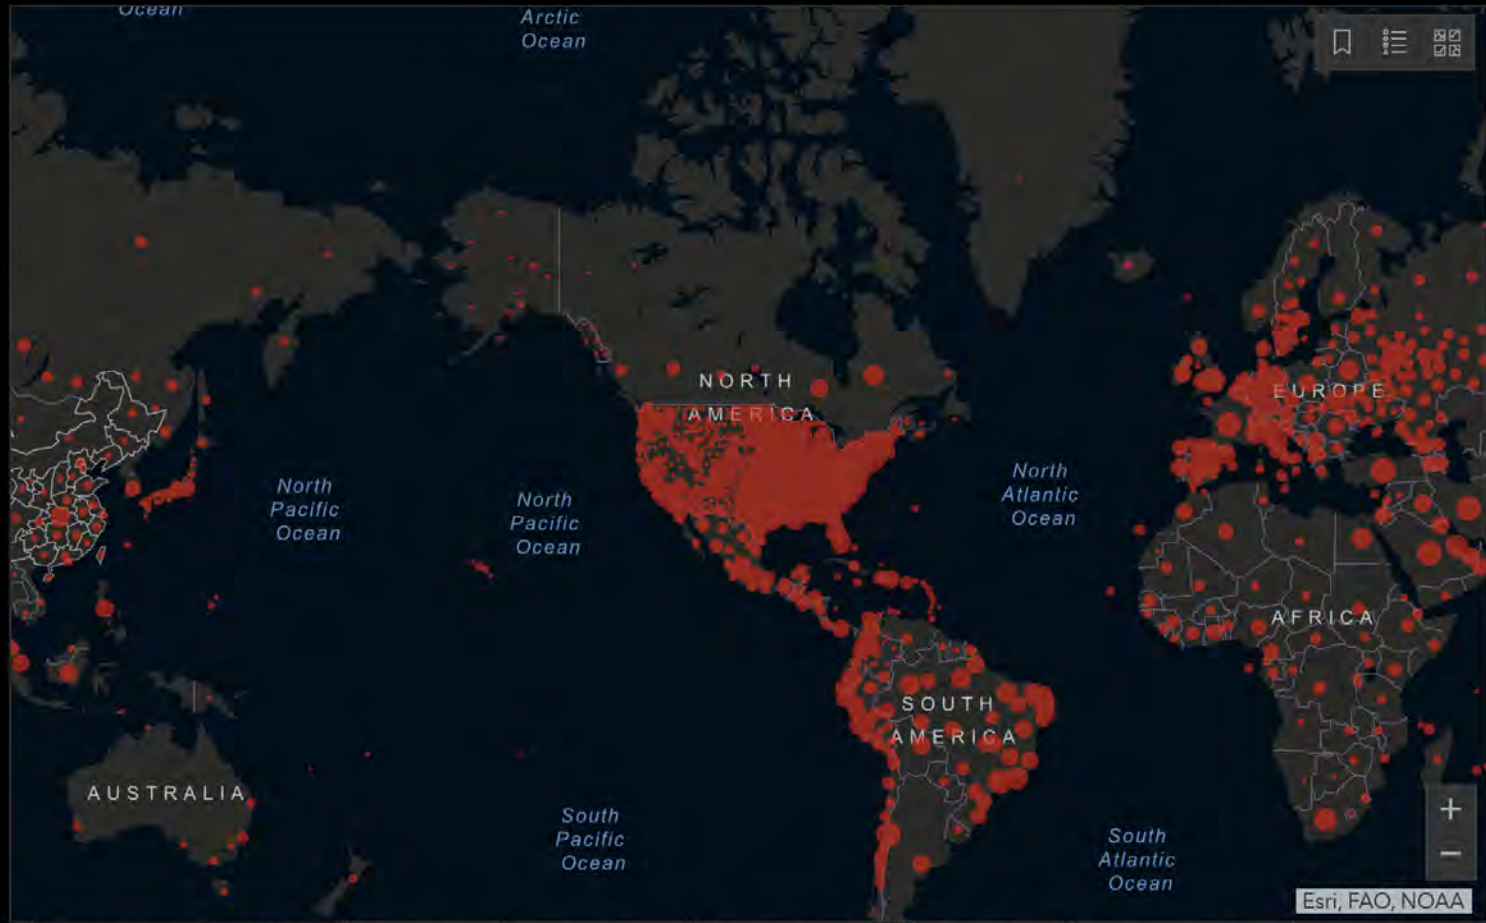 Ocean
Arctic
Ocean
NORTH
AMERICA
EUROPE
North
Pacific
Ocean
North
Pacific
Ocean
North
Atlantic
Ocean
AFRICA
SOUTH
AMERICA
AUSTRALIA
South
Pacific
Ocean
South
Atlantic
Ocean
+
−
Esri, FAO, NOAA